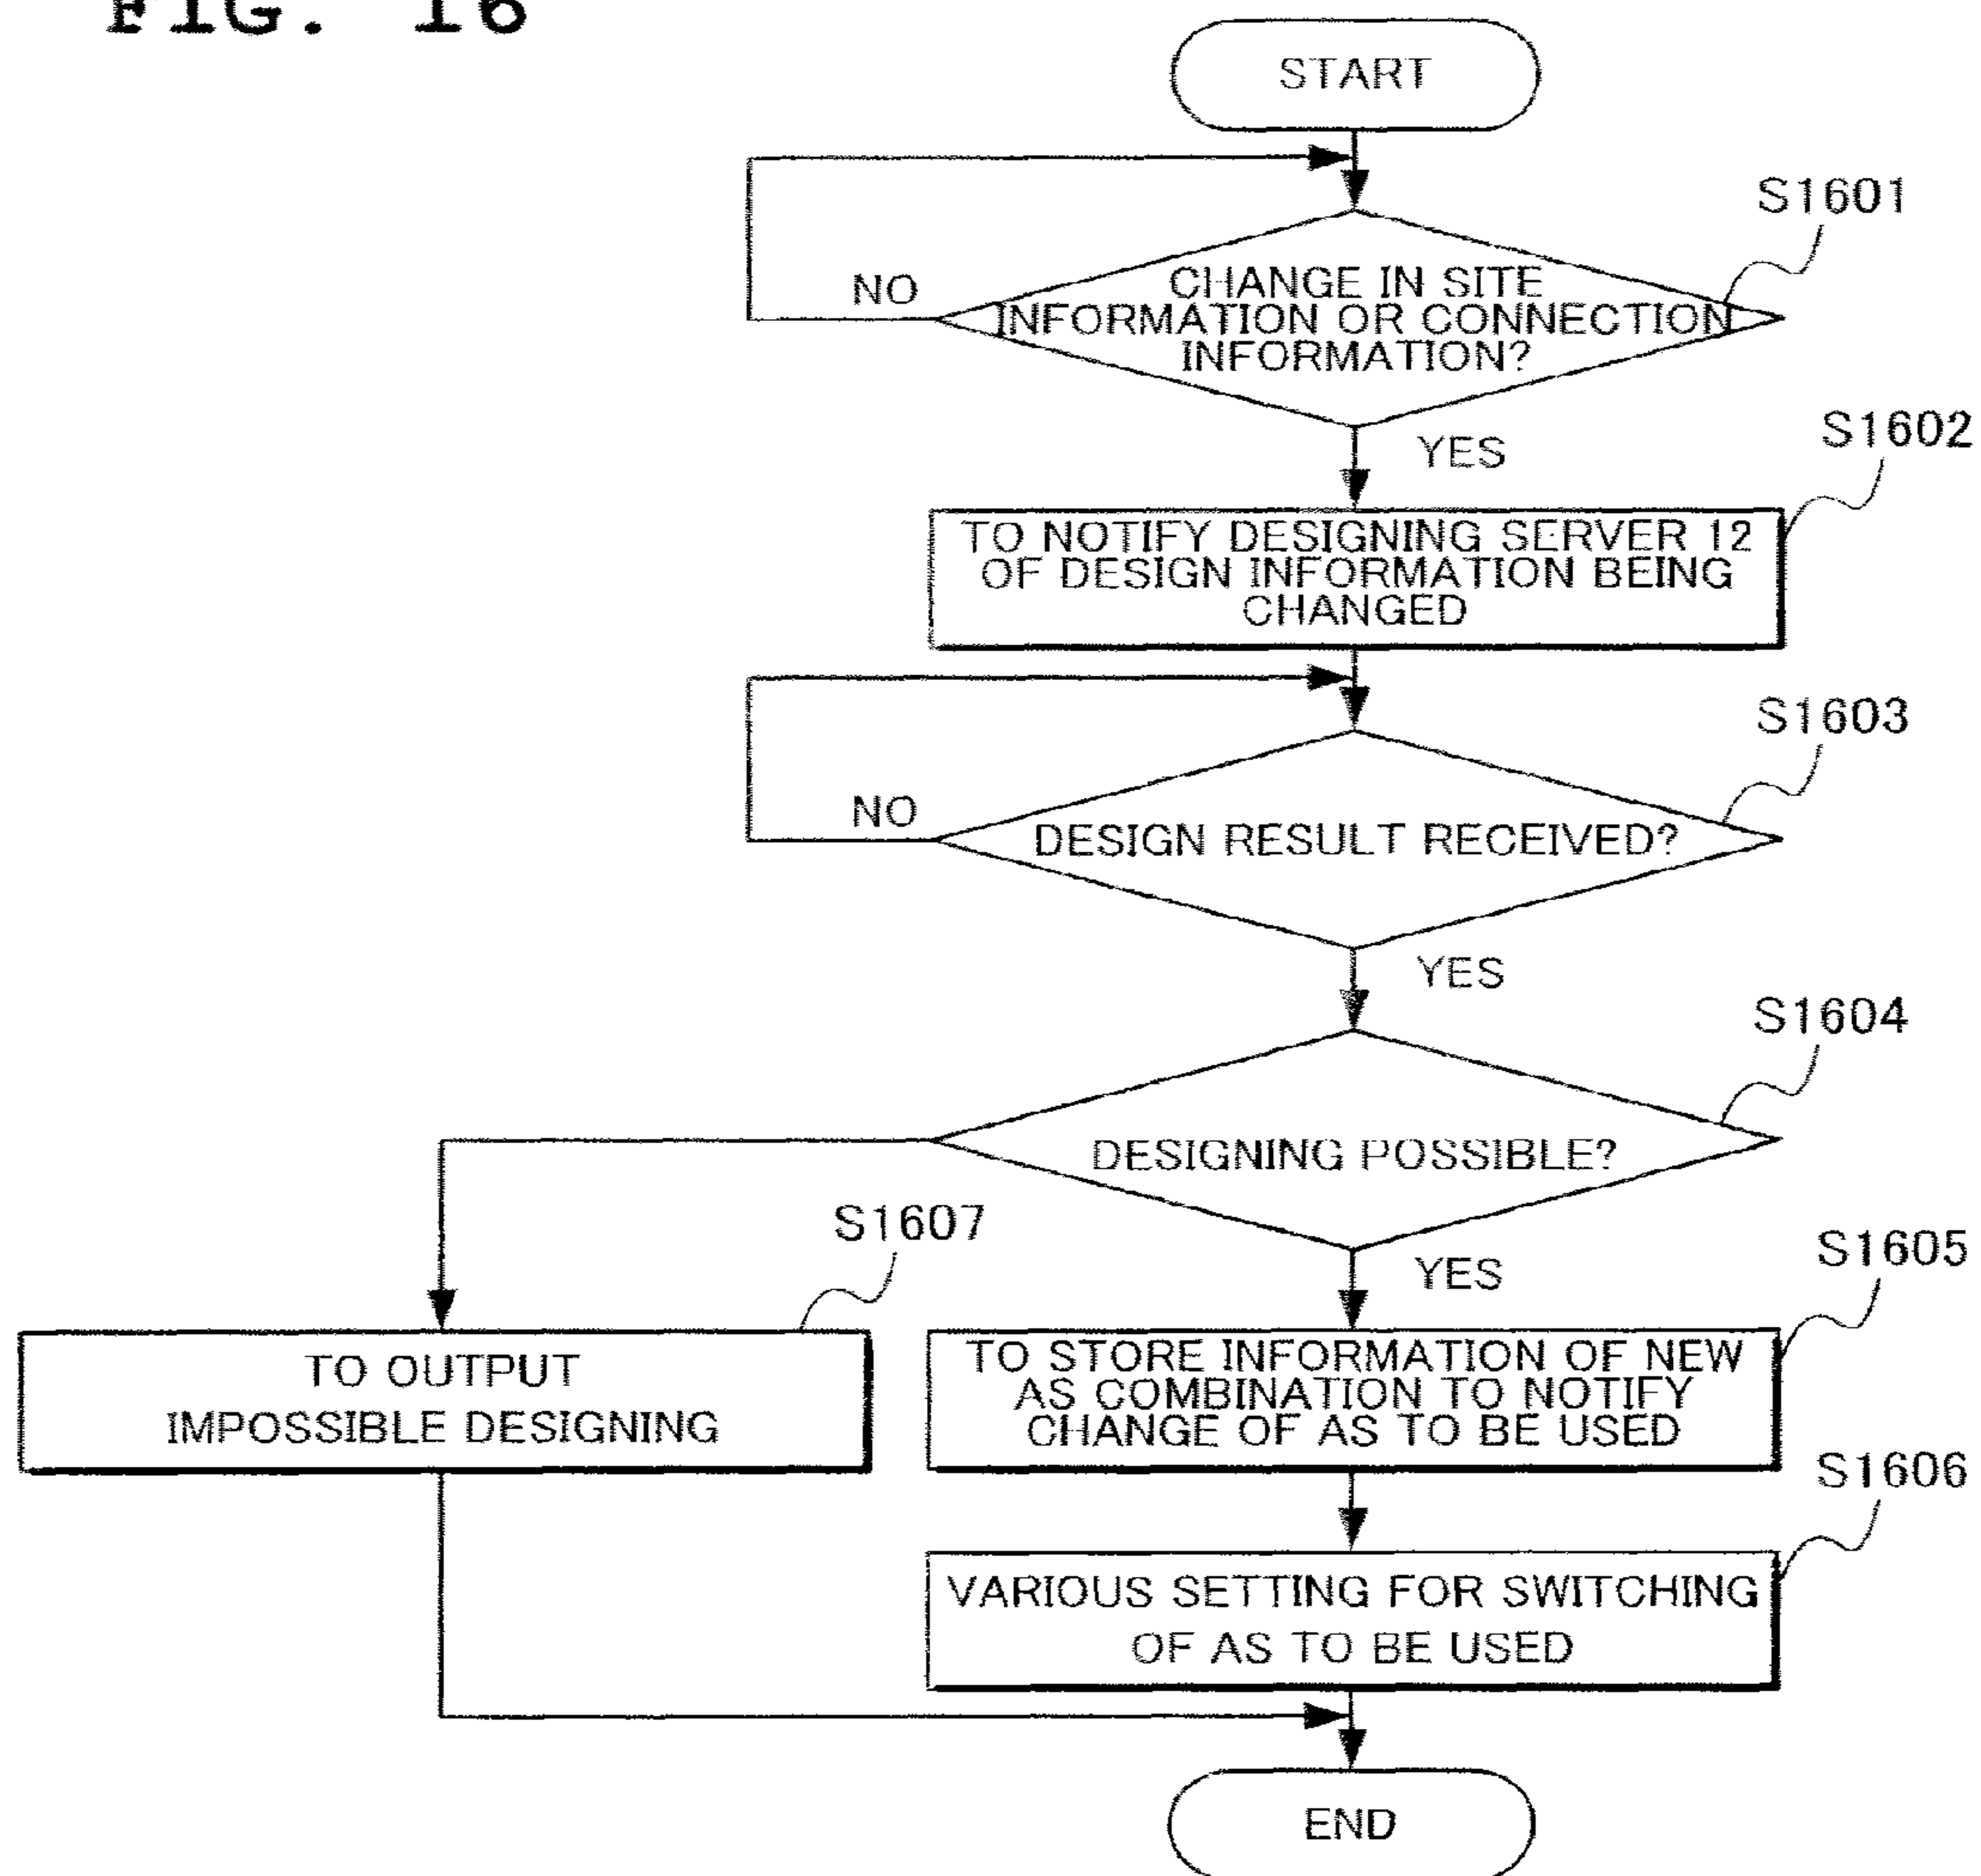 FIG. 16
START
S1601
NO
CHANGE IN SITE
INFORMATION OR CONNECTION
INFORMATION?
YES
S1602
TO NOTIFY DESIGNING SERVER 12
OF DESIGN INFORMATION BEING
CHANGED
S1603
NO
DESIGN RESULT RECEIVED?
YES
S1604
DESIGNING POSSIBLE?
S1607
YES
S1605
TO OUTPUT
IMPOSSIBLE DESIGNING
TO STORE INFORMATION OF NEW
AS COMBINATION TO NOTIFY
CHANGE OF AS TO BE USED
S1606
VARIOUS SETTING FOR SWITCHING
OF AS TO BE USED
END